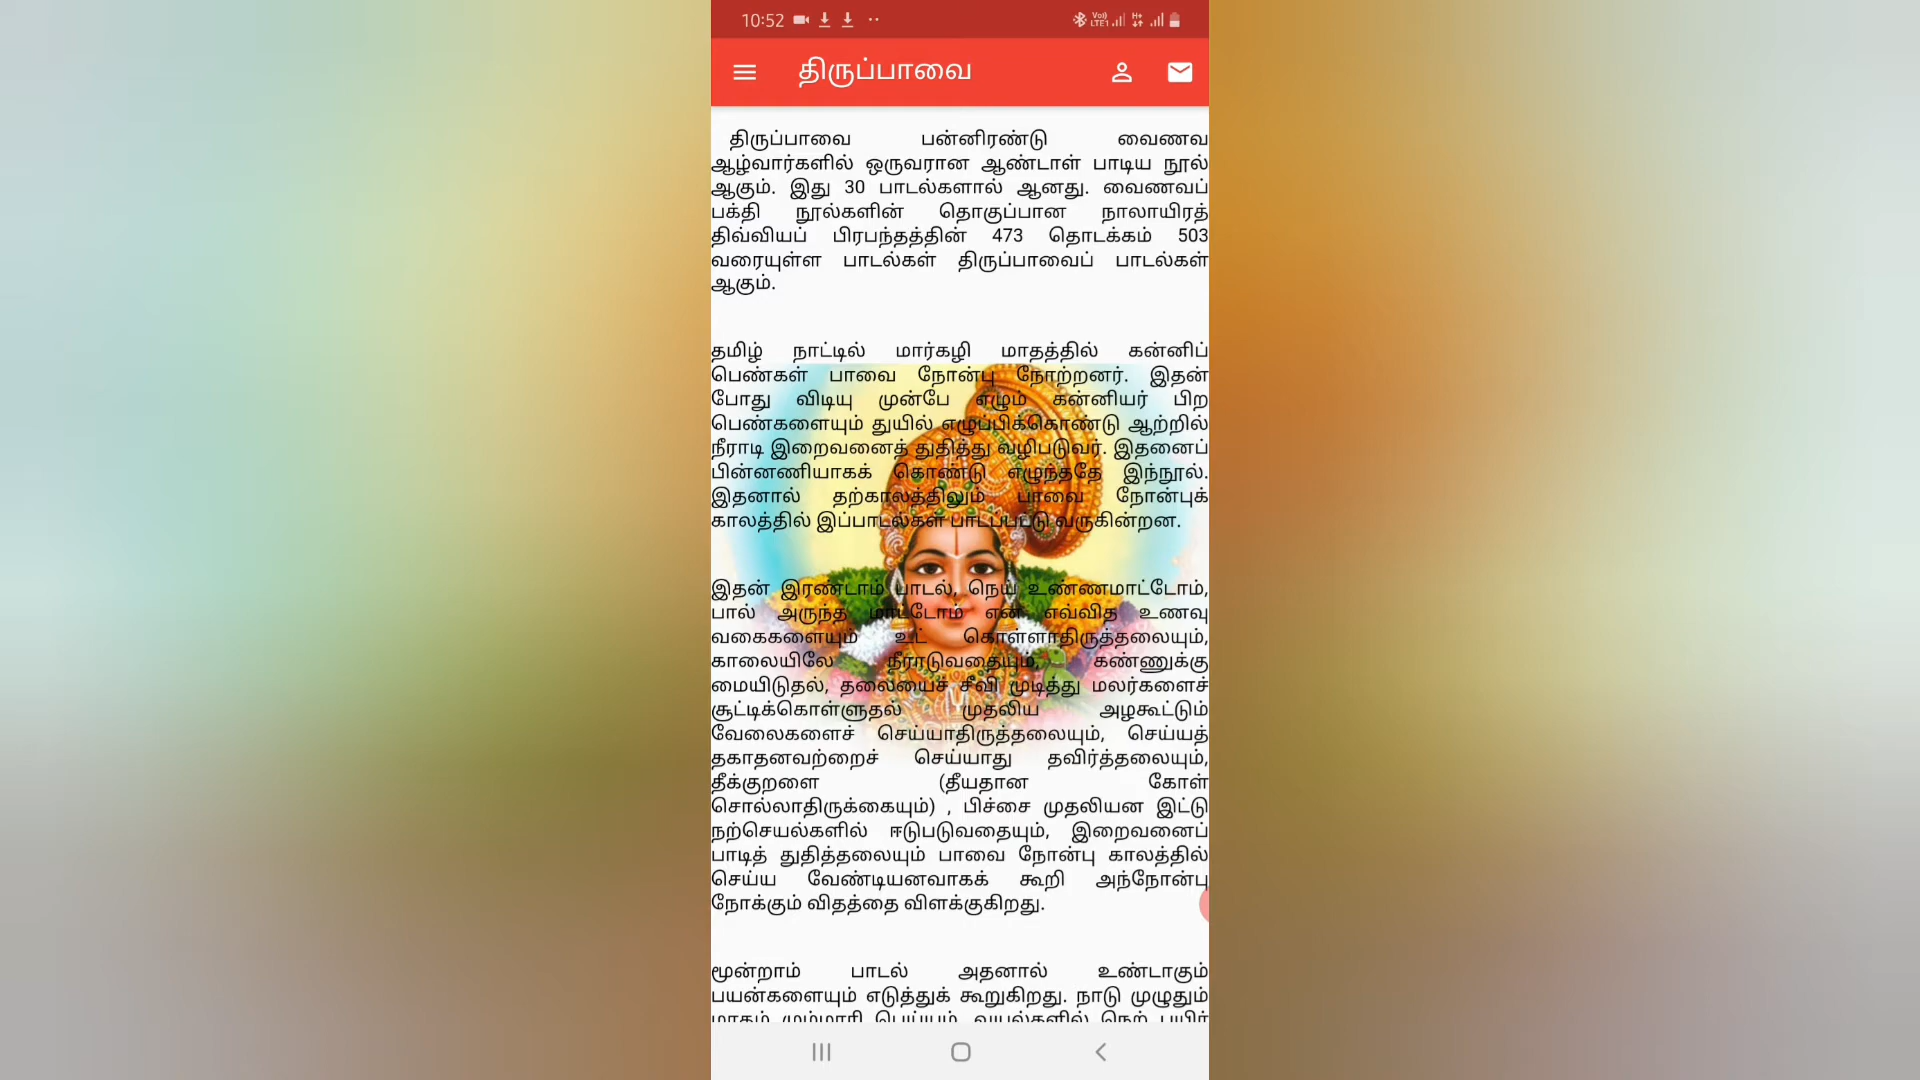 10:52
திருப்பாவை
திருப்பாவை பன்னிரண்டு வைணவ
ஆழ்வார்களில் ஒருவரான ஆண்டாள் பாடிய நூல்
ஆகும். இது 30 பாடல்களால் ஆனது. வைணவப்
பக்தி நூல்களின் தொகுப்பான நாலாயிரத்
திவ்வியப் பிரபந்தத்தின் 473 தொடக்கம் 503
வரையுள்ள பாடல்கள் திருப்பாவைப் பாடல்கள்
ஆகும்.
தமிழ் நாட்டில் மார்கழி மாதத்தில் கன்னிப்
பெண்கள் பாவை நோன்பு நோற்றனர். இதன்
போது விடியு முன்பே எழும் கன்னியர் பிற
பெண்களையும் துயில் எழுப்பிக்கொண்டு ஆற்றில்
நீராடி இறைவனைத் துதித்து வழிபடுவர். இதனைப்
பின்னணியாகக் கொண்டு எழுந்ததே இந்நூல்.
இதனால் தற்காலத்திலும் பாவை நோன்புக்
காலத்தில் இப்பாடல்கள் பாடப்பட்டு வருகின்றன.
இதன் இரண்டாம் பாடல், நெய் உண்ணமாட்டோம்,
பால் அருந்த மாட்டோம் என எவ்வித உணவு
வகைகளையும் உட் கொள்ளாதிருத்தலையும்,
காலையிலே நீராடுவதையும், கண்ணுக்கு
மையிடுதல், தலையைச் சீவி முடித்து மலர்களைச்
சூட்டிக்கொள்ளுதல் முதலிய அழகூட்டும்
வேலைகளைச் செய்யாதிருத்தலையும், செய்யத்
தகாதனவற்றைச் செய்யாது தவிர்த்தலையும்,
தீக்குறளை (தீயதான கோள்
சொல்லாதிருக்கையும்) , பிச்சை முதலியன இட்டு
நற்செயல்களில் ஈடுபடுவதையும், இறைவனைப்
பாடித் துதித்தலையும் பாவை நோன்பு காலத்தில்
செய்ய வேண்டியனவாகக் கூறி அந்நோன்பு
நோக்கும் விதத்தை விளக்குகிறது.
மூன்றாம் பாடல் அதனால் உண்டாகும்
பயன்களையும் எடுத்துக் கூறுகிறது. நாடு முழுதும்
மாதம் மும்மாரி பெய்யும், வயல்களில் நெற் பயிர்